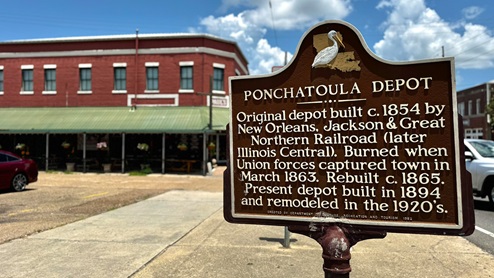 PONCHATOULA DEPOT
Original depot built c. 1854 by
New Orleans, Jackson & Great
Northern Railroad (later
Illinois Central). Burned when
Union forces captured town in
March 1863. Rebuilt c. 1865.
Present depot built in 1894
and remodeled in the 1920's.